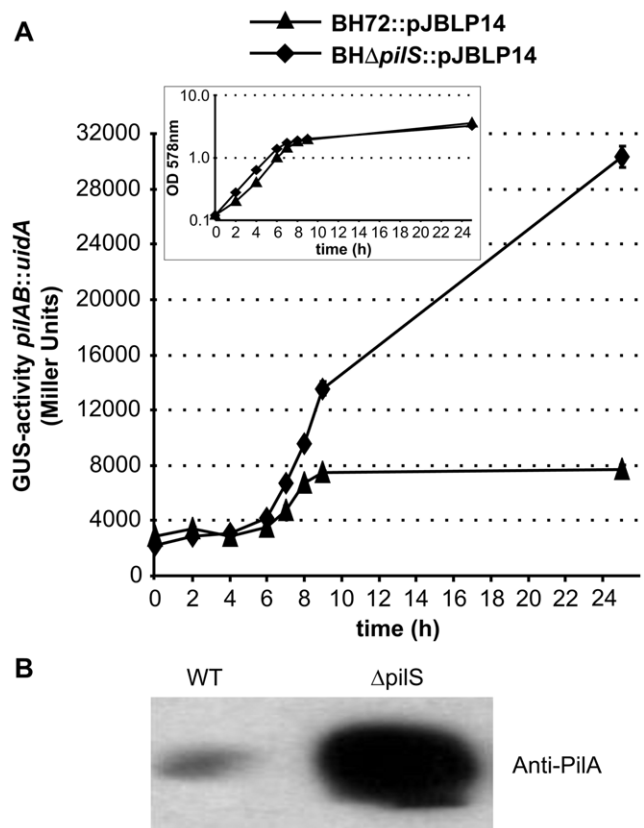 A
BH72::pJBLP14
BHΔpilS::pJBLP14
10.0
1.0
0.1
OD 578nm
0 2 4 6 8 10 12 14 16 18 20 22 24
time (h)
32000
28000
24000
20000
16000
12000
8000
4000
0
GUS-activity pilAB::uidA
(Miller Units)
0 2 4 6 8 10 12 14 16 18 20 22 24
time (h)
B
WT ΔpilS
Anti-PilA